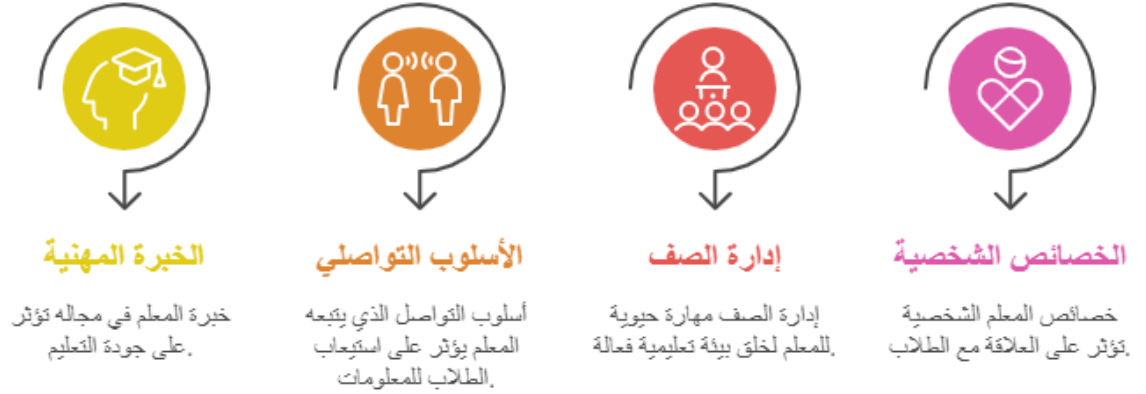 الخصائص الشخصية
خصائص المعلم الشخصية
تؤثر على العلاقة مع الطلاب.
إدارة الصف
إدارة الصف مهارة حيوية
للمعلم لخلق بيئة تعليمية فعالة.
الأسلوب التواصلي
أسلوب التواصل الذي يتبعه
المعلم يؤثر على استيعاب
الطلاب للمعلومات.
الخبرة المهنية
خبرة المعلم في مجاله تؤثر
على جودة التعليم.